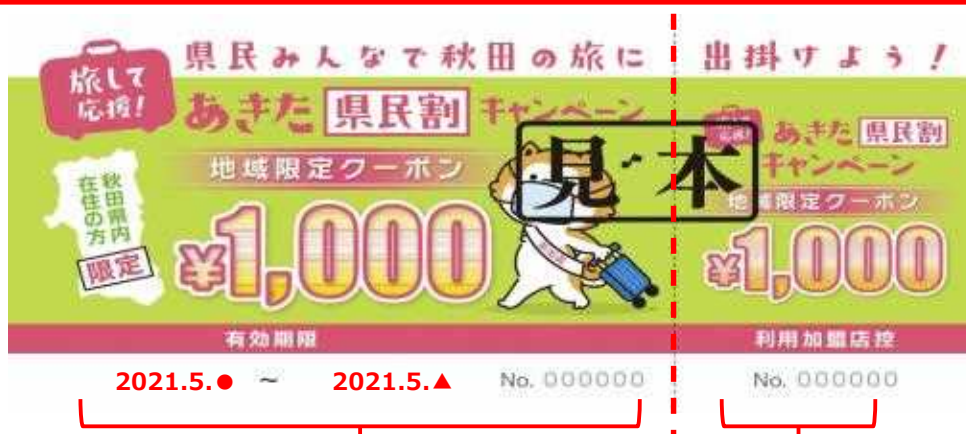 県民みんなで秋田の旅に
出掛けよう!
旅して
応援!
あきた県民割キャンペーン
地域限定クーポン
秋田県内
在住の方
限定
¥1,000
見本
あきた県民割
キャンペーン
地域限定クーポン
¥1,000
有効期限
利用加盟店控
2021.5.● ~ 2021.5.▲
No. 000000
No. 000000